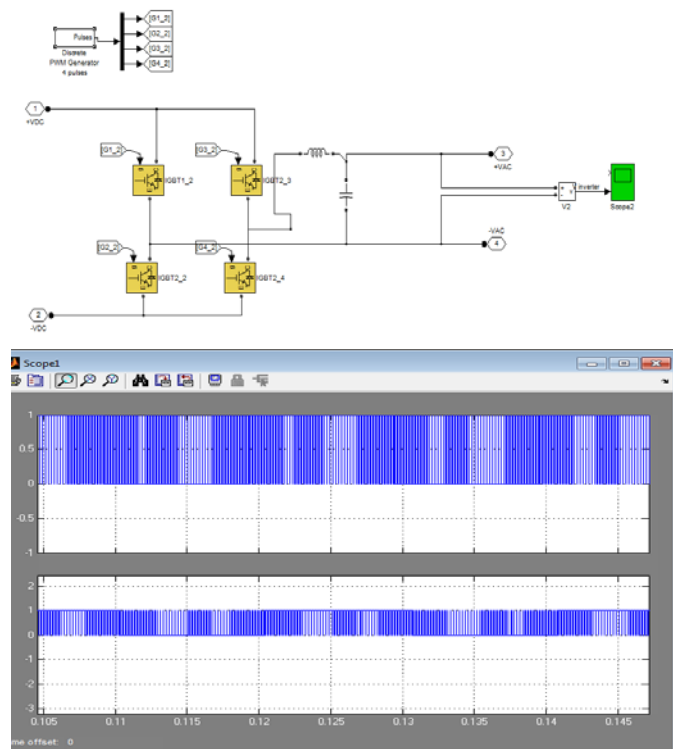 Pulses
Discrete
PWM Generator
4 pulses
[G1_2]
[G2_2]
[G3_2]
[G4_2]
1
+VDC
[G1_2]
[G3_2]
IGBT1_2
IGBT2_3
3
+VAC
+
-
v
inverter
V2
Scope2
-VAC
4
[G2_2]
[G4_2]
IGBT2_2
IGBT2_4
2
-VDC
Scope1
1
0.5
0
-0.5
-1
2
1
0
-1
-2
-3
0.105 0.11 0.115 0.12 0.125 0.13 0.135 0.14 0.145
me offset: 0